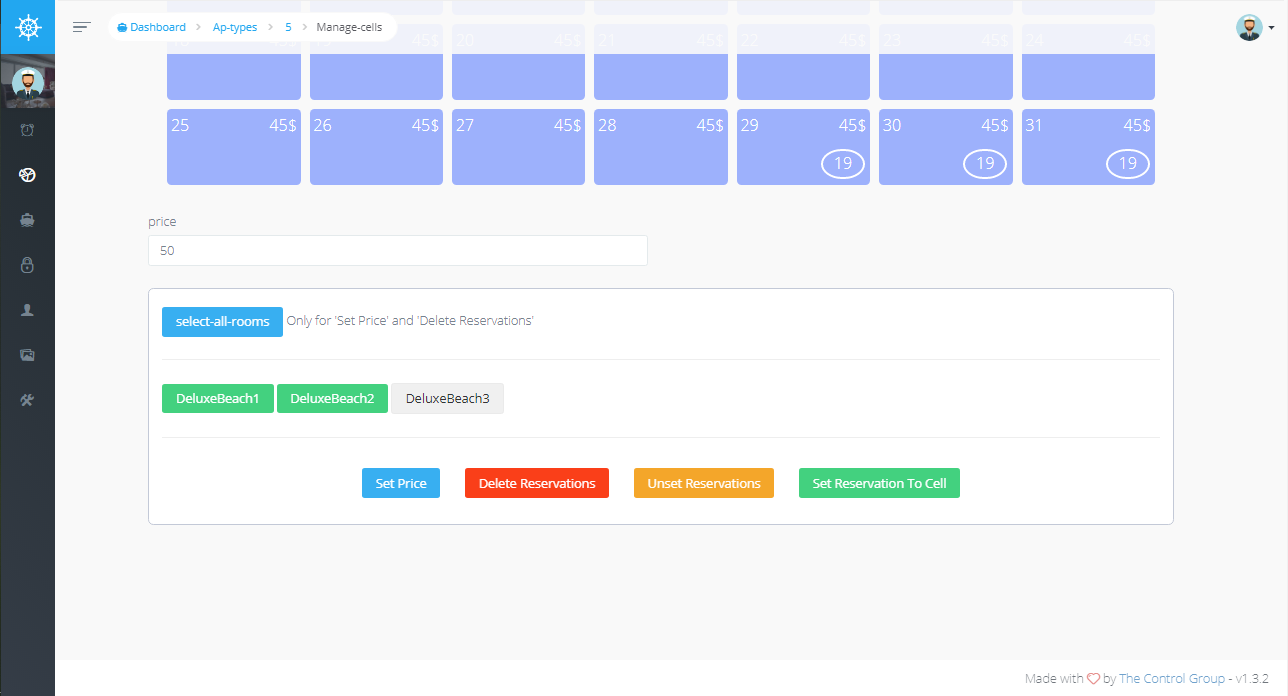 Dashboard > Ap-types > 5 > Manage-cells
45$ 20 45$ 21 45$ 22 45$ 23 45$ 24 45$
25 45$ 26 45$ 27 45$ 28 45$ 29 45$ 30 45$ 31 45$
19 19 19
price
50
select-all-rooms Only for 'Set Price' and 'Delete Reservations'
DeluxeBeach1 DeluxeBeach2 DeluxeBeach3
Set Price Delete Reservations Unset Reservations Set Reservation To Cell
Made with by The Control Group - v1.3.2